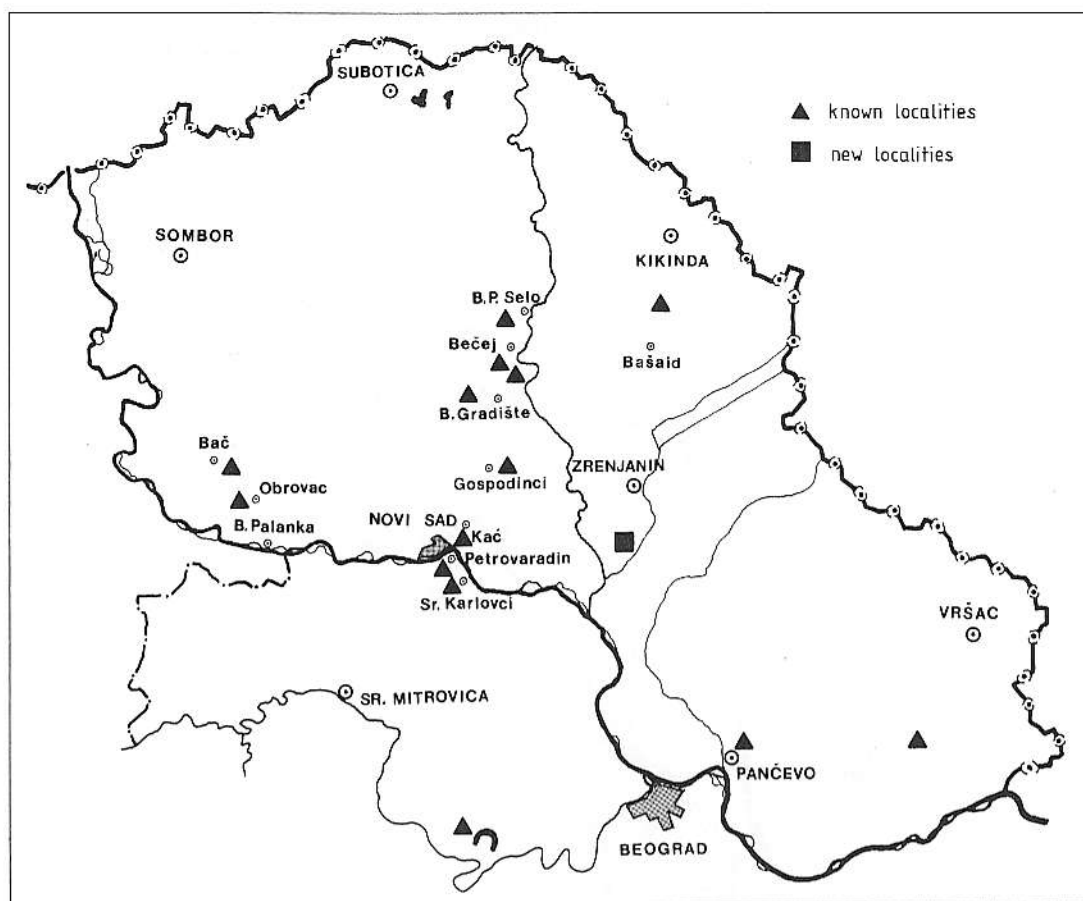 SUBOTICA
known localities
new localities
SOMBOR
KIKINDA
B.P. Selo
Bečej
Bašaid
B. Gradište
Bač
Obrovac
Gospođinci
ZRENJANIN
B. Palanka
NOVI SAD
Kać
Petrovaradin
Sr. Karlovci
VRŠAC
SR. MITROVICA
PANČEVO
BEOGRAD